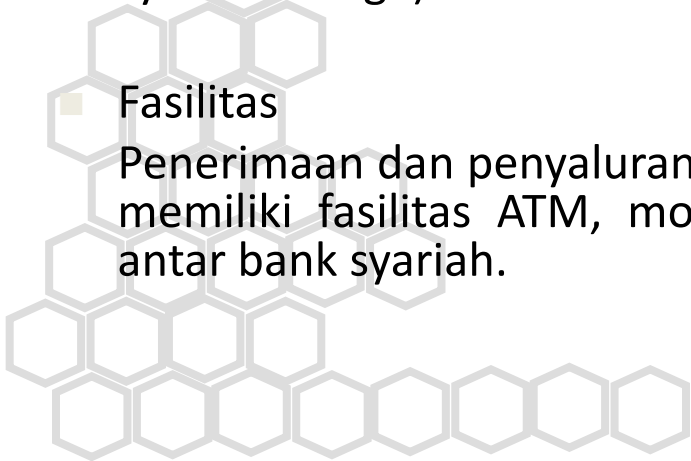 Fasilitas
Penerimaan dan penyaluran
memiliki fasilitas ATM,
antar bank syariah.